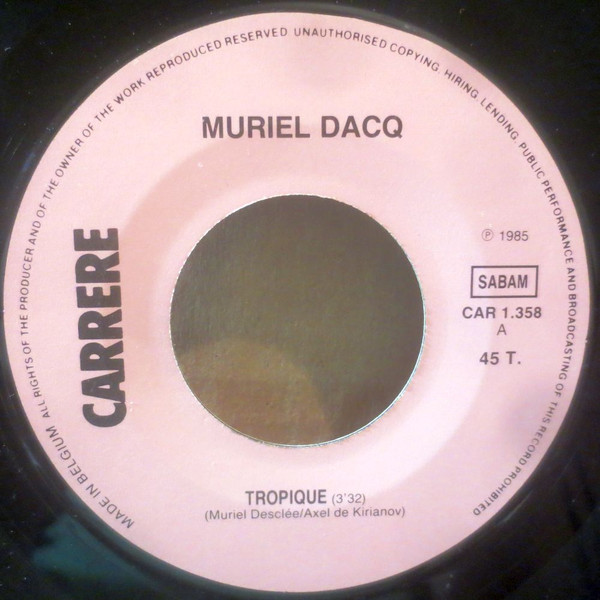 MADE IN BELGIUM ALL RIGHTS OF THE PRODUCER AND OF THE OWNER OF THE WORK REPRODUCED RESERVED UNAUTHORISED COPYING, HIRING, LENDING, PUBLIC PERFORMANCE AND BROADCASTING OF THIS RECORD PROHIBITED
MURIEL DACQ
CARRERE
℗ 1985
SABAM
CAR 1.358
A
45 T.
TROPIQUE (3'32)
(Muriel Desclée/Axel de Kirianov)